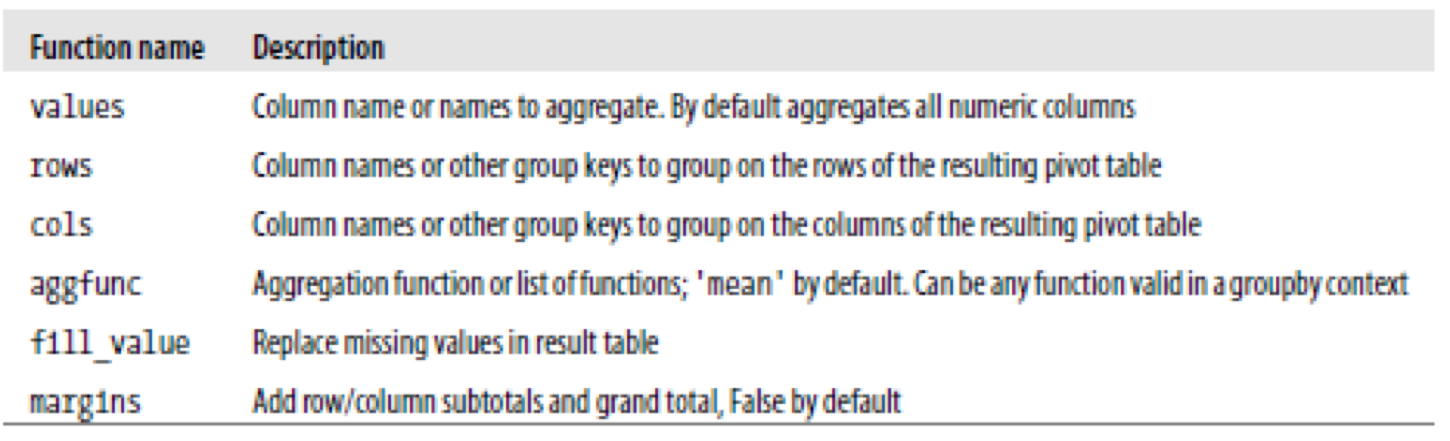 Function name Description
values Column name or names to aggregate. By default aggregates all numeric columns
rows Column names or other group keys to group on the rows of the resulting pivot table
cols Column names or other group keys to group on the columns of the resulting pivot table
aggfunc Aggregation function or list of functions; 'mean' by default. Can be any function valid in a groupby context
fill_value Replace missing values in result table
margins Add row/column subtotals and grand total, False by default